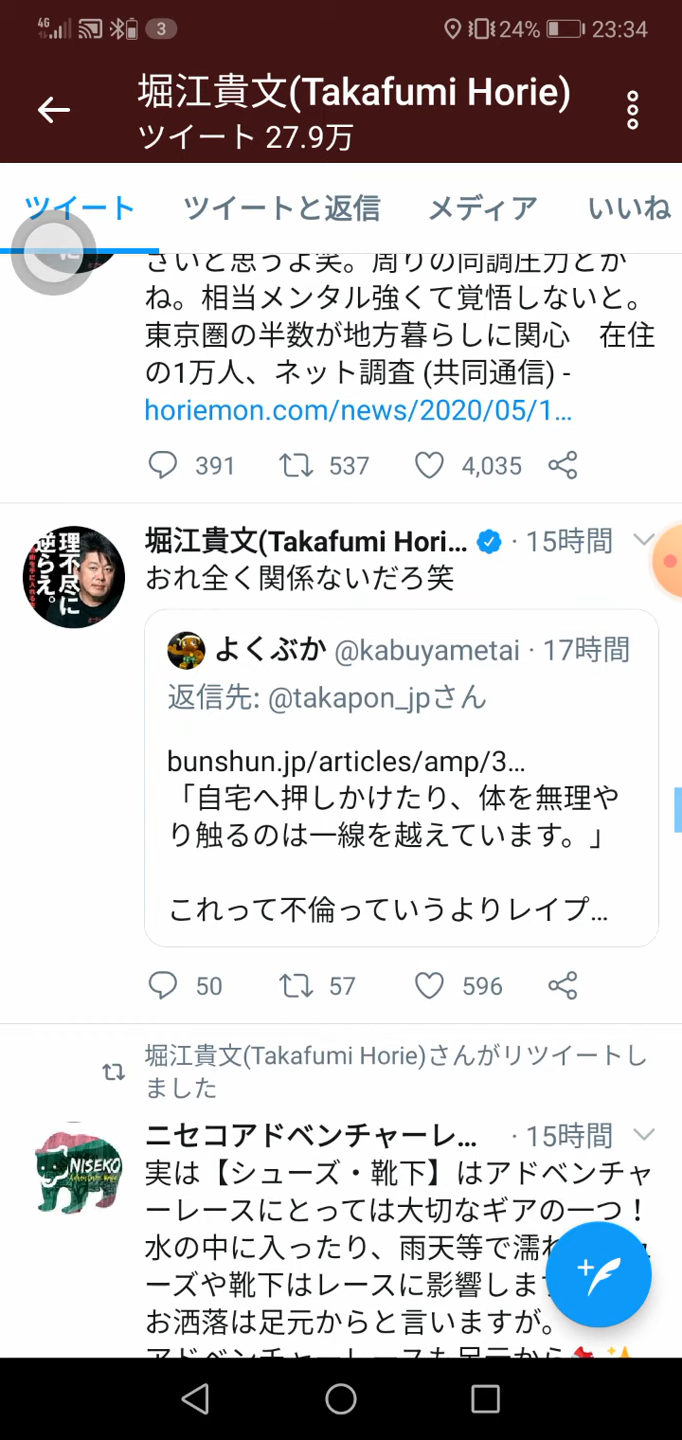 4G 3 24% 23:34
堀江貴文(Takafumi Horie)
ツイート 27.9万
ツイート ツイートと返信 メディア いいね
さいと思うよ笑。周りの同調圧力とか
ね。相当メンタル強くて覚悟しないと。
東京圏の半数が地方暮らしに関心　在住
の1万人、ネット調査 (共同通信) -
horiemon.com/news/2020/05/1…
391 537 4,035
堀江貴文(Takafumi Hori… · 15時間
おれ全く関係ないだろ笑
理不尽に
逆らえ。
よくぶか @kabuyametai · 17時間
返信先: @takapon_jpさん
bunshun.jp/articles/amp/3…
「自宅へ押しかけたり、体を無理や
り触るのは一線を越えています。」
これって不倫っていうよりレイプ…
50 57 596
堀江貴文(Takafumi Horie)さんがリツイートし
ました
ニセコアドベンチャーレ… · 15時間
NISEKO
実は【シューズ・靴下】はアドベンチャ
ーレースにとっては大切なギアの一つ！
水の中に入ったり、雨天等で濡
ーズや靴下はレースに影響しま
お洒落は足元からと言いますが。
アドベンチャーレースも足元から